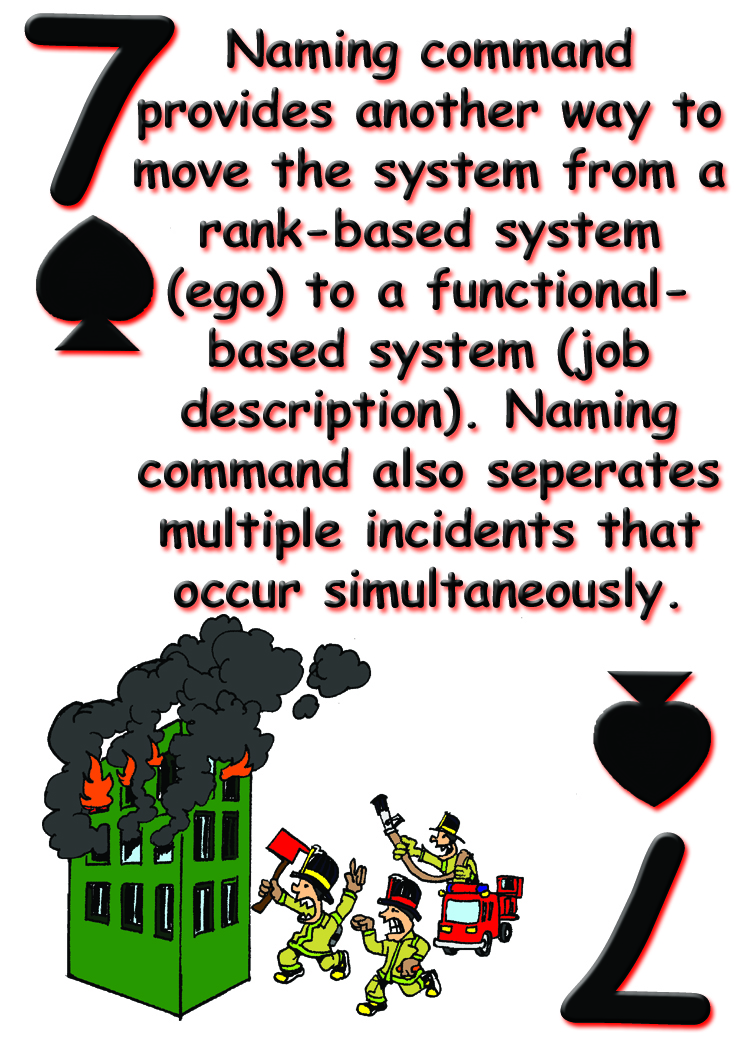 7
Naming command
provides another way to
move the system from a
rank-based system
(ego) to a functional-
based system (job
description). Naming
command also seperates
multiple incidents that
occur simultaneously.
7